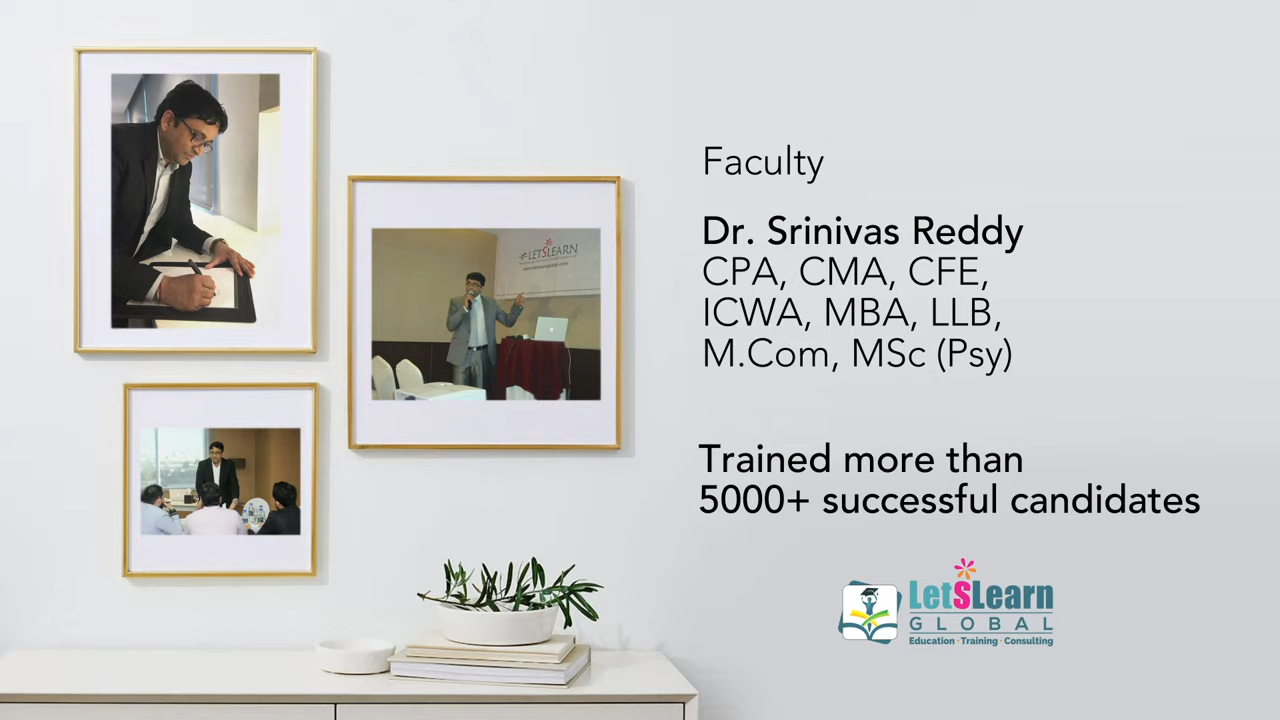 Faculty
Dr. Srinivas Reddy
CPA, CMA, CFE,
ICWA, MBA, LLB,
M.Com, MSc (Psy)
Trained more than
5000+ successful candidates
LETSLEARN
LetSLearn
GLOBAL
Education · Training · Consulting